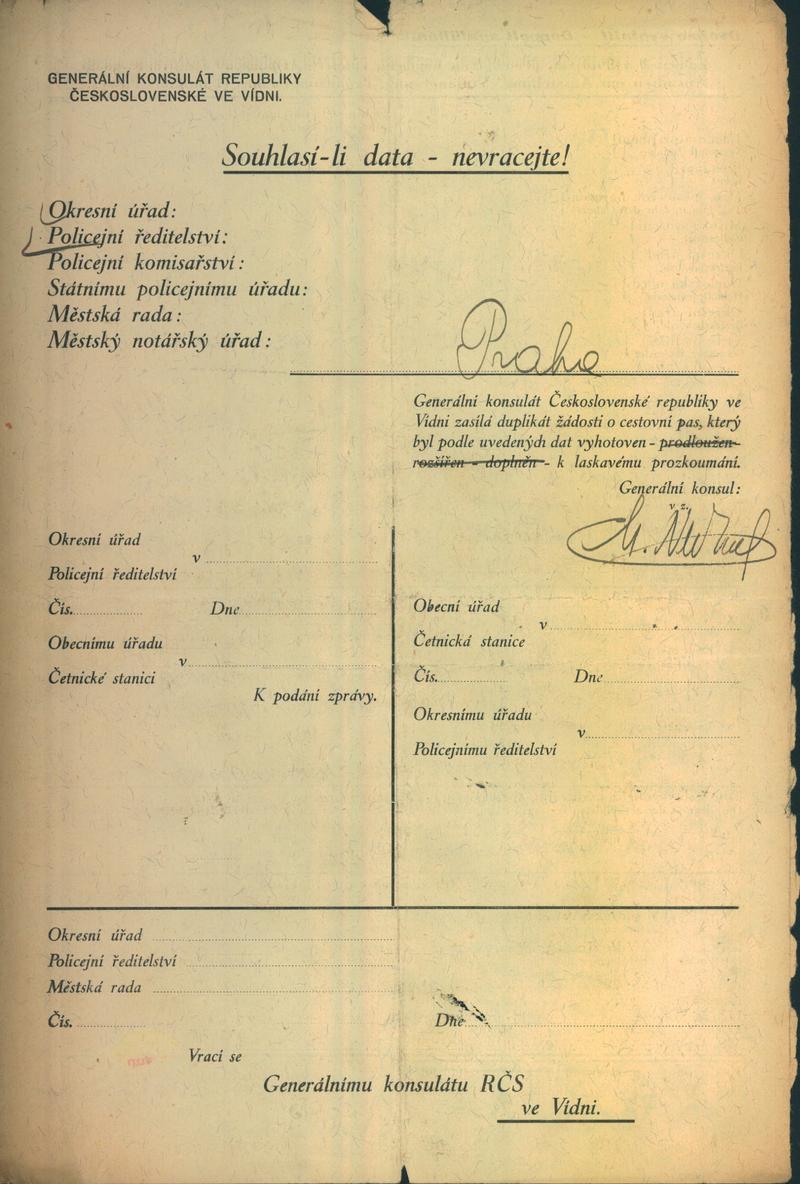 GENERÁLNÍ KONSULÁT REPUBLIKY
ČESKOSLOVENSKÉ VE VÍDNI.
Souhlasí-li data - nevracejte!
Okresní úřad:
Policejní ředitelství:
Policejní komisařství:
Státnímu policejnímu úřadu:
Městská rada:
Městský notářský úřad:
Praha
Generální konsulát Československé republiky ve
Vídni zasílá duplikát žádosti o cestovní pas, který
byl podle uvedených dat vyhotoven - prodloužen-
rozšířen - doplněn - k laskavému prozkoumání.
Generální konsul:
v z.
Okresní úřad
v
Policejní ředitelství
Čís. Dne
Obecnímu úřadu
v
Četnické stanici
K podání zprávy.
Obecní úřad
v
Četnická stanice
Čís. Dne
Okresnímu úřadu
v
Policejnímu ředitelství
Okresní úřad
Policejní ředitelství
Městská rada
Čís. Dne
Vrací se
Generálnímu konsulátu RČS
ve Vídni.